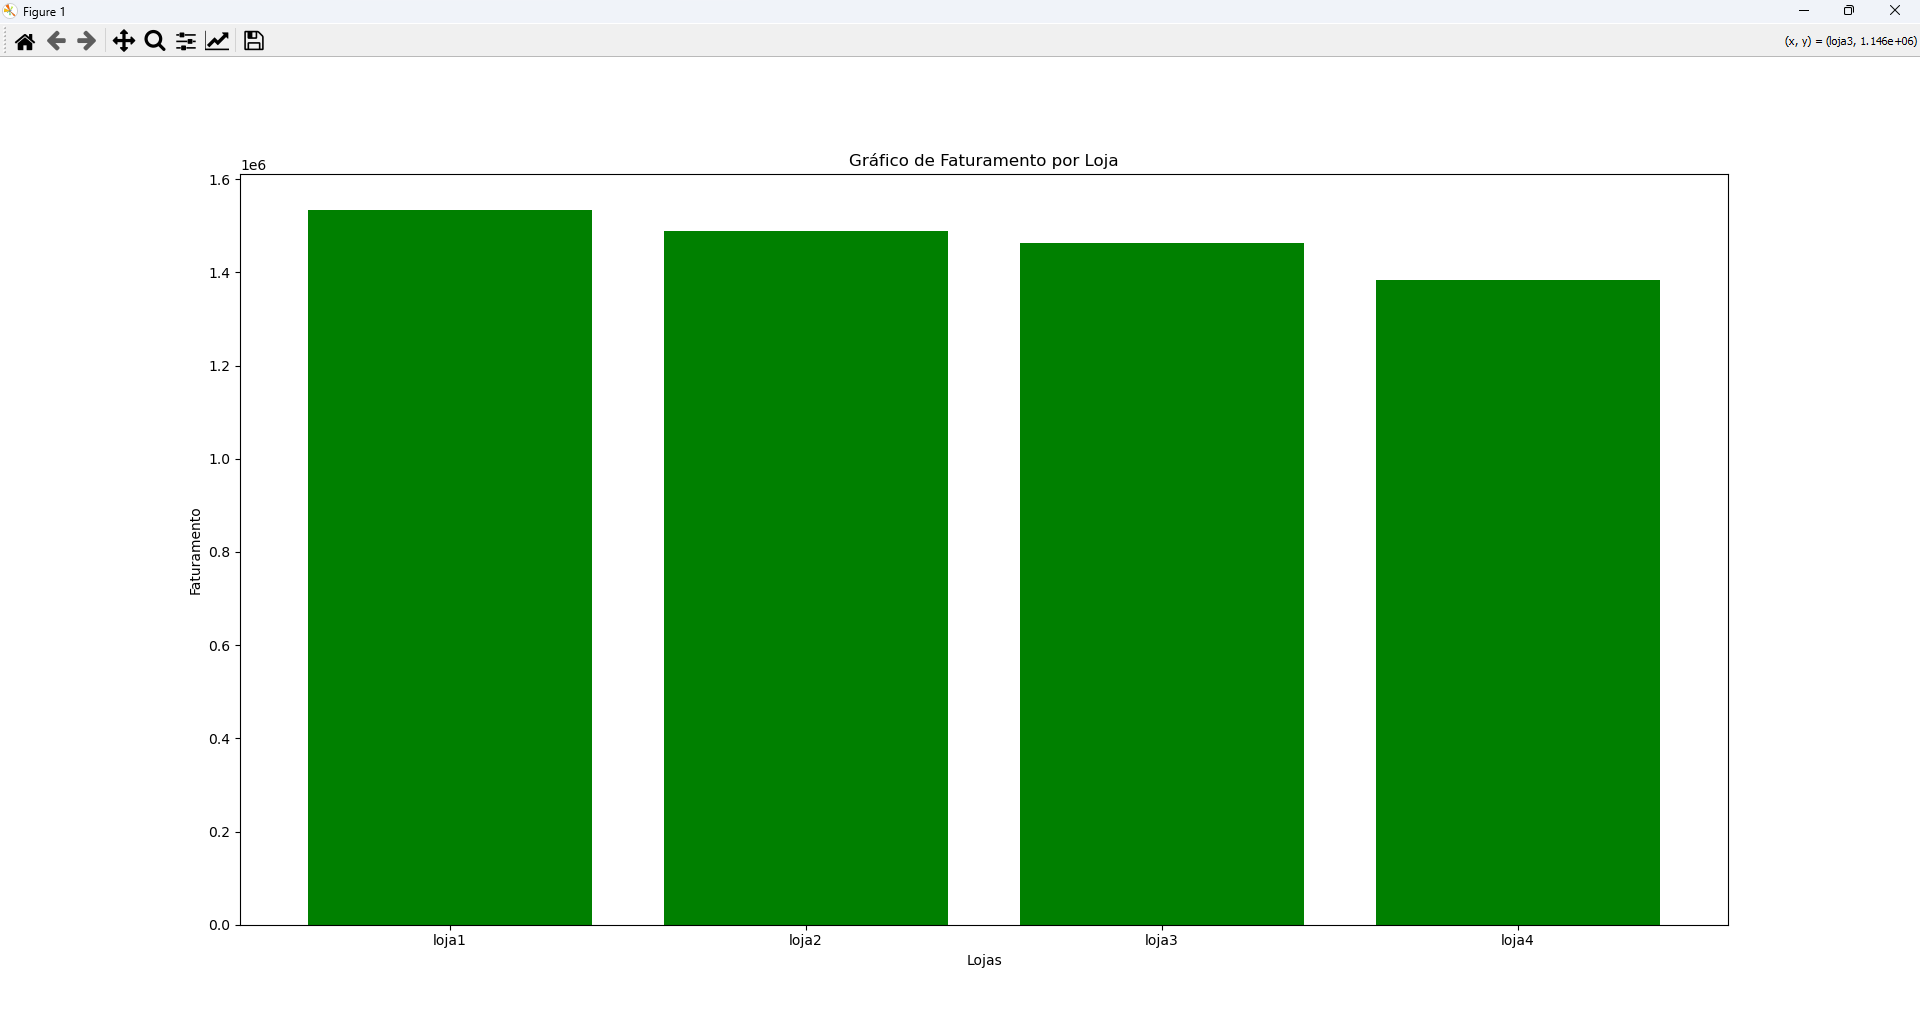 Figure 1
(x, y) = (loja3, 1.146e+06)
Gráfico de Faturamento por Loja
1e6
1.6
1.4
1.2
1.0
0.8
0.6
0.4
0.2
0.0
Faturamento
loja1 loja2 loja3 loja4
Lojas